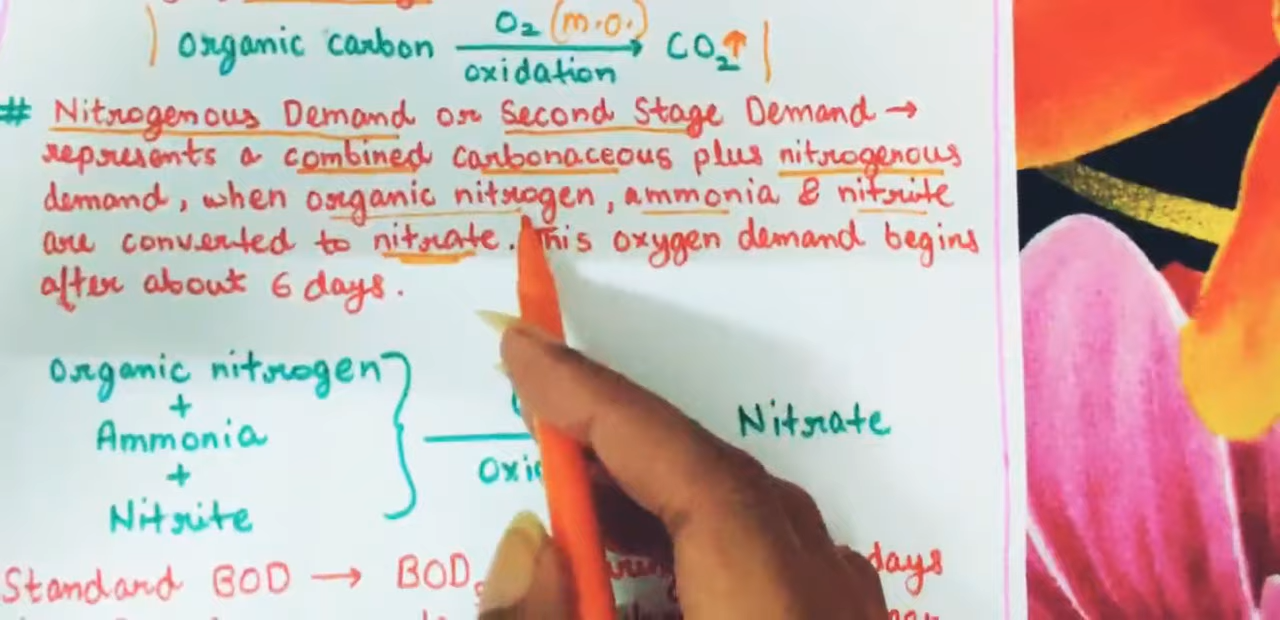 O₂ (m.o.)
Organic carbon → CO₂↑
oxidation
# Nitrogenous Demand or Second Stage Demand →
represents a combined carbonaceous plus nitrogenous
demand, when organic nitrogen, ammonia & nitrite
are converted to nitrate. This oxygen demand begins
after about 6 days.
Organic nitrogen
+
Ammonia
+
Nitrite
Nitrate
Standard BOD → BOD days